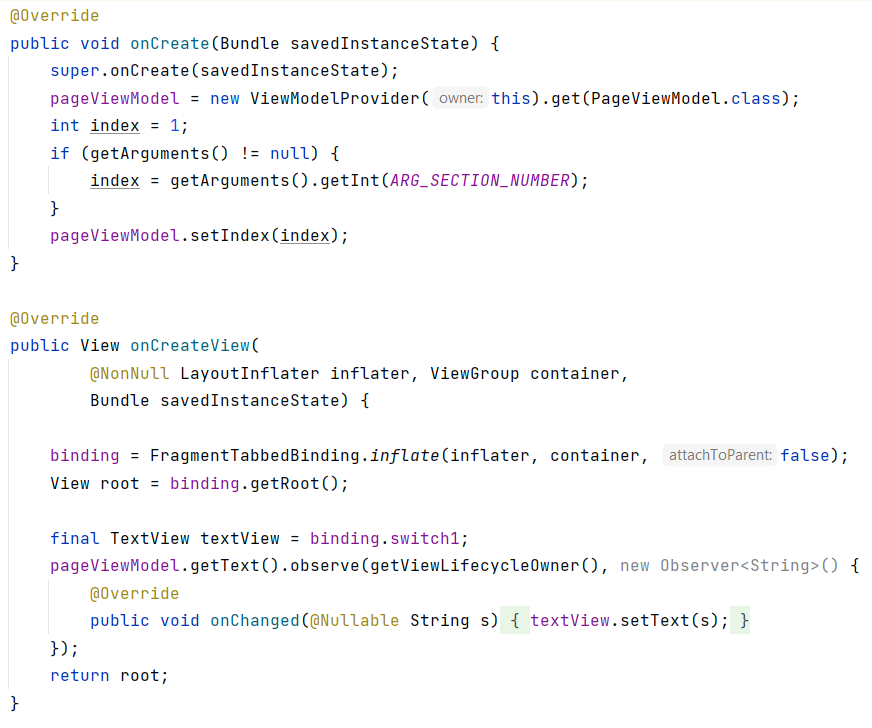 @Override
public void onCreate(Bundle savedInstanceState) {
    super.onCreate(savedInstanceState);
    pageViewModel = new ViewModelProvider( owner: this).get(PageViewModel.class);
    int index = 1;
    if (getArguments() != null) {
        index = getArguments().getInt(ARG_SECTION_NUMBER);
    }
    pageViewModel.setIndex(index);
}
@Override
public View onCreateView(
        @NonNull LayoutInflater inflater, ViewGroup container,
        Bundle savedInstanceState) {
    binding = FragmentTabbedBinding.inflate(inflater, container, attachToParent: false);
    View root = binding.getRoot();
    final TextView textView = binding.switch1;
    pageViewModel.getText().observe(getViewLifecycleOwner(), new Observer<String>() {
        @Override
        public void onChanged(@Nullable String s) { textView.setText(s); }
    });
    return root;
}